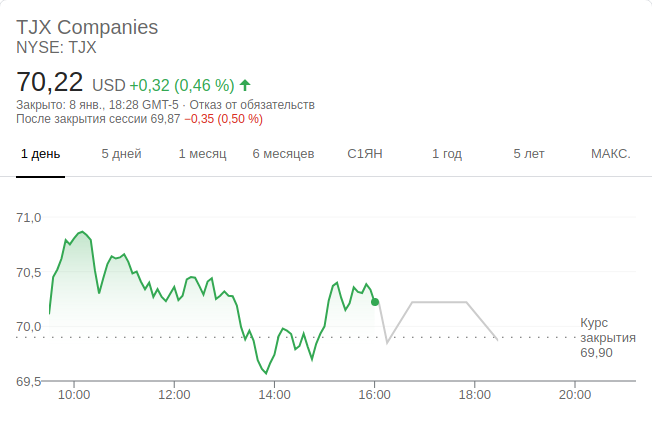 TJX Companies
NYSE: TJX
70,22 USD +0,32 (0,46 %)
Закрыто: 8 янв., 18:28 GMT-5 · Отказ от обязательств
После закрытия сессии 69,87 −0,35 (0,50 %)
1 день 5 дней 1 месяц 6 месяцев С1ЯН 1 год 5 лет МАКС.
71,0
70,5
70,0
Курс
закрытия
69,90
69,5
10:00 12:00 14:00 16:00 18:00 20:00